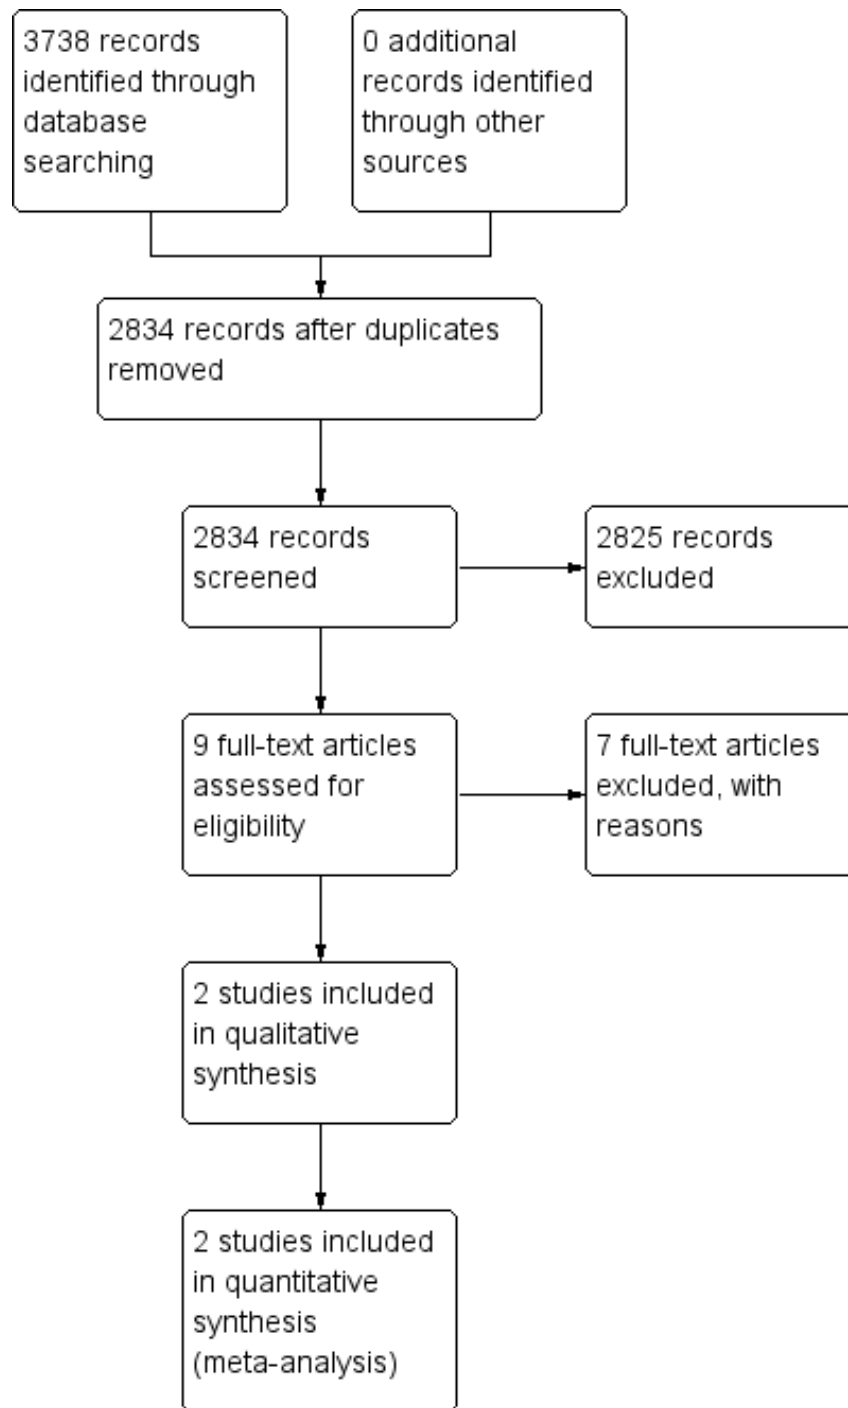 3738 records
identified through
database
searching
0 additional
records identified
through other
sources
2834 records after duplicates
removed
2834 records
screened
2825 records
excluded
9 full-text articles
assessed for
eligibility
7 full-text articles
excluded, with
reasons
2 studies included
in qualitative
synthesis
2 studies included
in quantitative
synthesis
(meta-analysis)